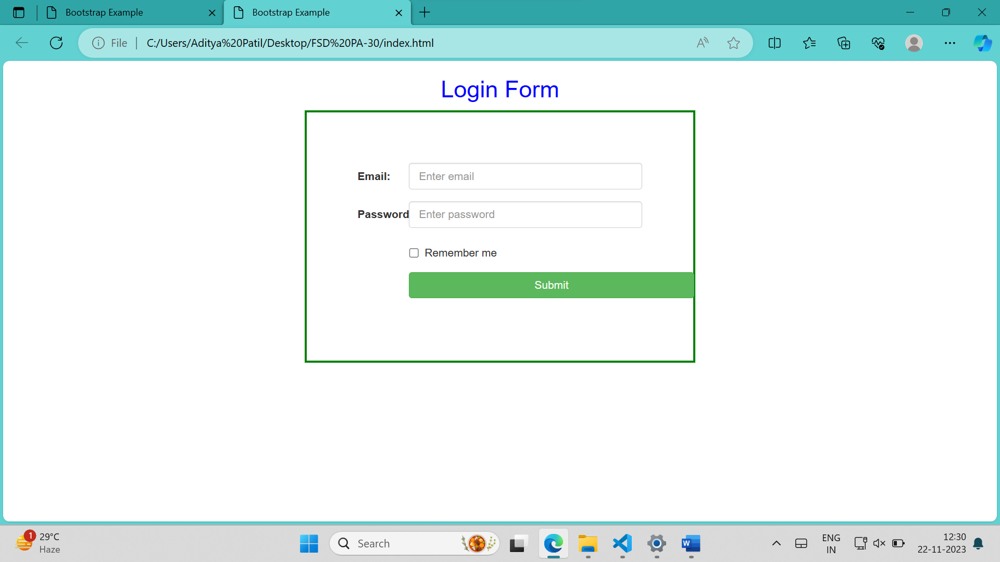 Bootstrap Example
Bootstrap Example
File
C:/Users/Aditya%20Patil/Desktop/FSD%20PA-30/index.html
Login Form
Email:
Enter email
Password
Enter password
Remember me
Submit
1
29°C
Haze
Search
W
ENG
IN
12:30
22-11-2023